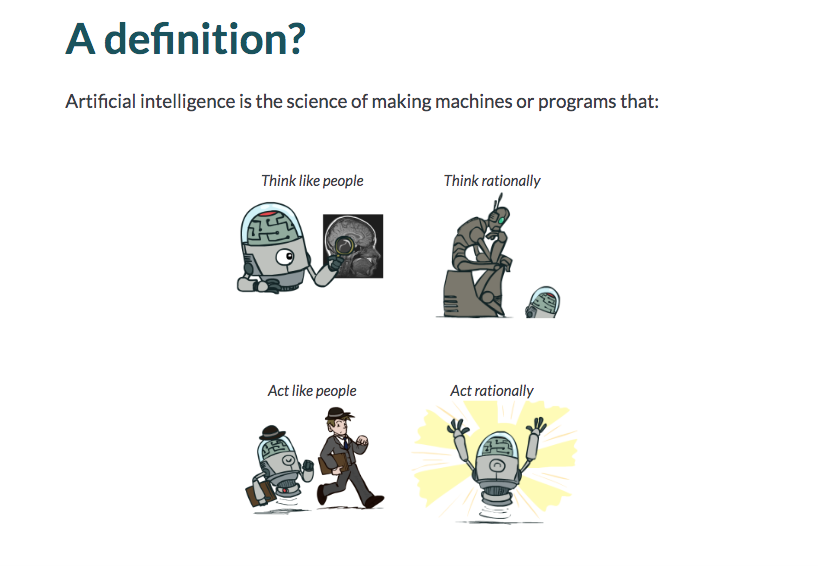 A definition?
Artificial intelligence is the science of making machines or programs that:
Think like people
Think rationally
Act like people
Act rationally